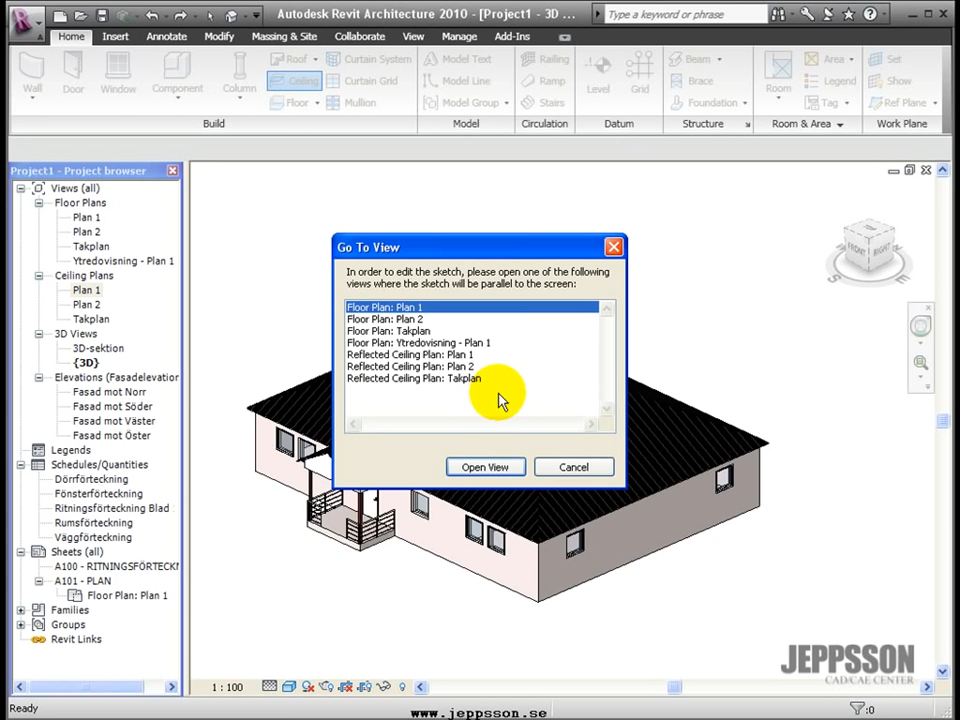 Autodesk Revit Architecture 2010 - [Project1 - 3D ...
Type a keyword or phrase
Home Insert Annotate Modify Massing & Site Collaborate View Manage Add-Ins
Wall Door Window Component Column
Roof Ceiling Floor
Curtain System Curtain Grid Mullion
Model Text Model Line Model Group
Railing Ramp Stairs
Level Grid
Beam Brace Foundation
Room Area Legend Tag
Set Show Ref Plane
Build Model Circulation Datum Structure Room & Area Work Plane
Project1 - Project browser
Views (all)
Floor Plans
Plan 1
Plan 2
Takplan
Ytredovisning - Plan 1
Ceiling Plans
Plan 1
Plan 2
Takplan
3D Views
3D-sektion
{3D}
Elevations (Fasadelevation
Fasad mot Norr
Fasad mot Söder
Fasad mot Väster
Fasad mot Öster
Legends
Schedules/Quantities
Dörrförteckning
Fönsterförteckning
Ritningsförteckning Blad
Rumsförteckning
Väggförteckning
Sheets (all)
A100 - RITNINGSFÖRTECKN
A101 - PLAN
Floor Plan: Plan 1
Families
Groups
Revit Links
Go To View
In order to edit the sketch, please open one of the following
views where the sketch will be parallel to the screen:
Floor Plan: Plan 1
Floor Plan: Plan 2
Floor Plan: Takplan
Floor Plan: Ytredovisning - Plan 1
Reflected Ceiling Plan: Plan 1
Reflected Ceiling Plan: Plan 2
Reflected Ceiling Plan: Takplan
Open View Cancel
FRONT RIGHT
JEPPSSON
CAD/CAE CENTER
1 : 100
Ready
:0
www.jeppsson.se